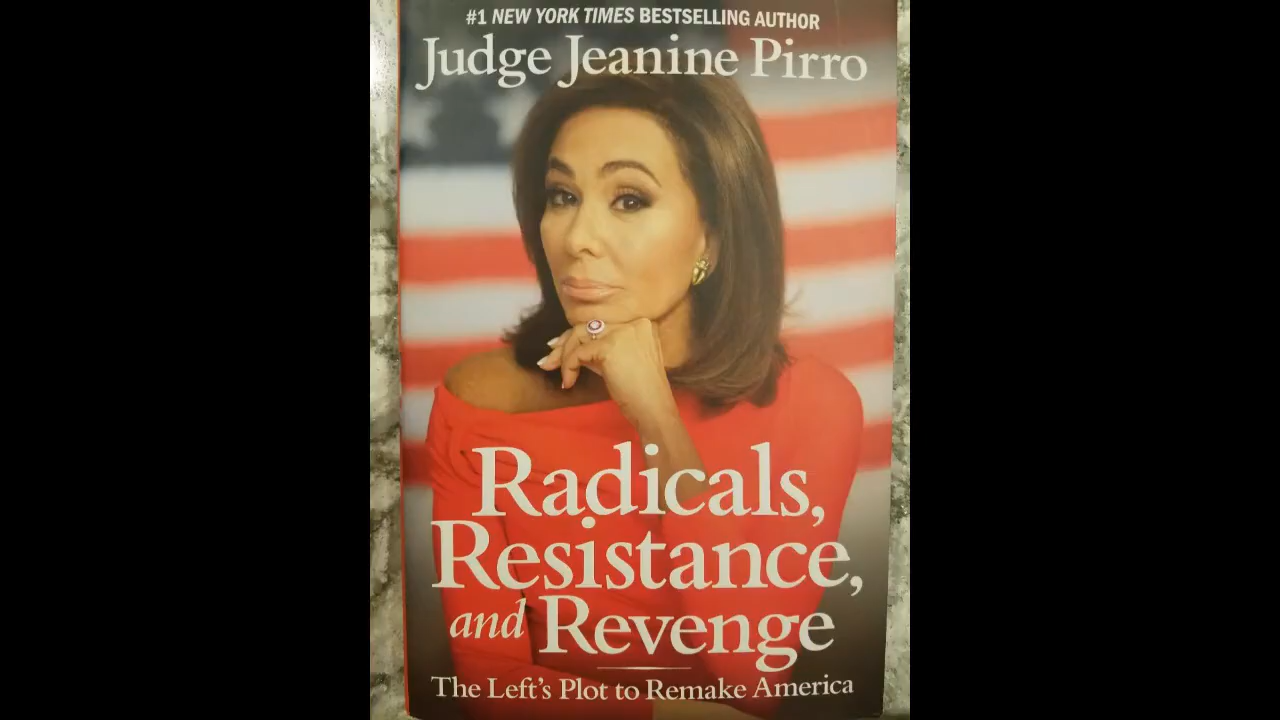 #1 NEW YORK TIMES BESTSELLING AUTHOR
Judge Jeanine Pirro
Radicals,
Resistance,
and Revenge
The Left's Plot to Remake America